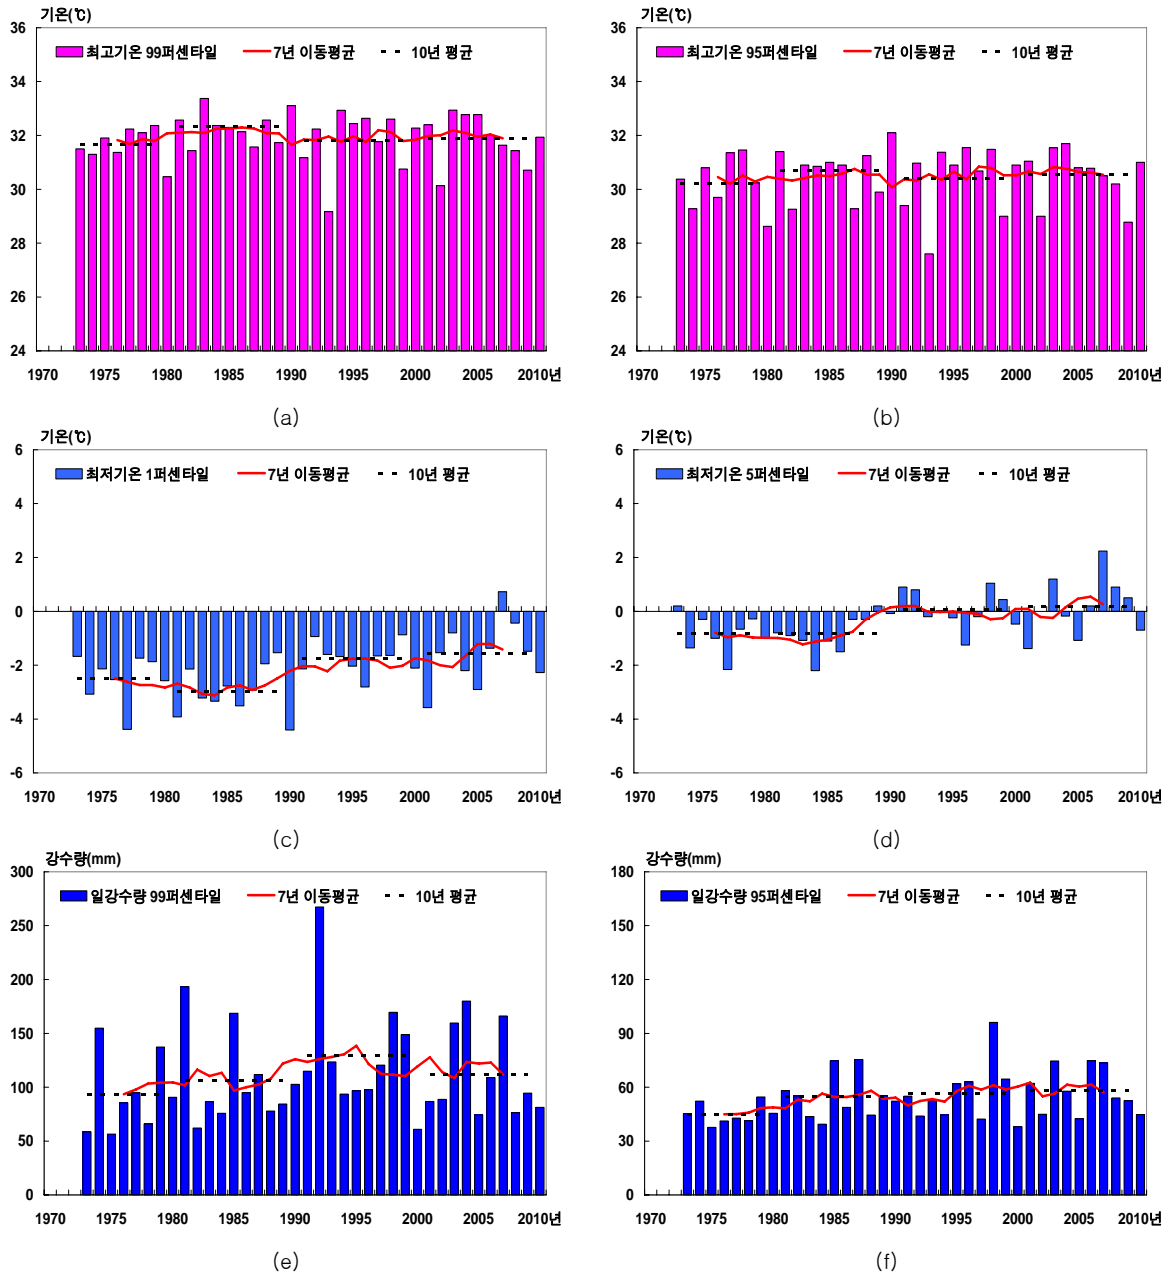 기온(℃)
36
34
32
30
28
26
24
최고기온 99퍼센타일 7년 이동평균 10년 평균
1970 1975 1980 1985 1990 1995 2000 2005 2010년
(a)
기온(℃)
36
34
32
30
28
26
24
최고기온 95퍼센타일 7년 이동평균 10년 평균
1970 1975 1980 1985 1990 1995 2000 2005 2010년
(b)
기온(℃)
6
4
2
0
-2
-4
-6
최저기온 1퍼센타일 7년 이동평균 10년 평균
1970 1975 1980 1985 1990 1995 2000 2005 2010년
(c)
기온(℃)
6
4
2
0
-2
-4
-6
최저기온 5퍼센타일 7년 이동평균 10년 평균
1970 1975 1980 1985 1990 1995 2000 2005 2010년
(d)
강수량(mm)
300
250
200
150
100
50
0
일강수량 99퍼센타일 7년 이동평균 10년 평균
1970 1975 1980 1985 1990 1995 2000 2005 2010년
(e)
강수량(mm)
180
150
120
90
60
30
0
일강수량 95퍼센타일 7년 이동평균 10년 평균
1970 1975 1980 1985 1990 1995 2000 2005 2010년
(f)